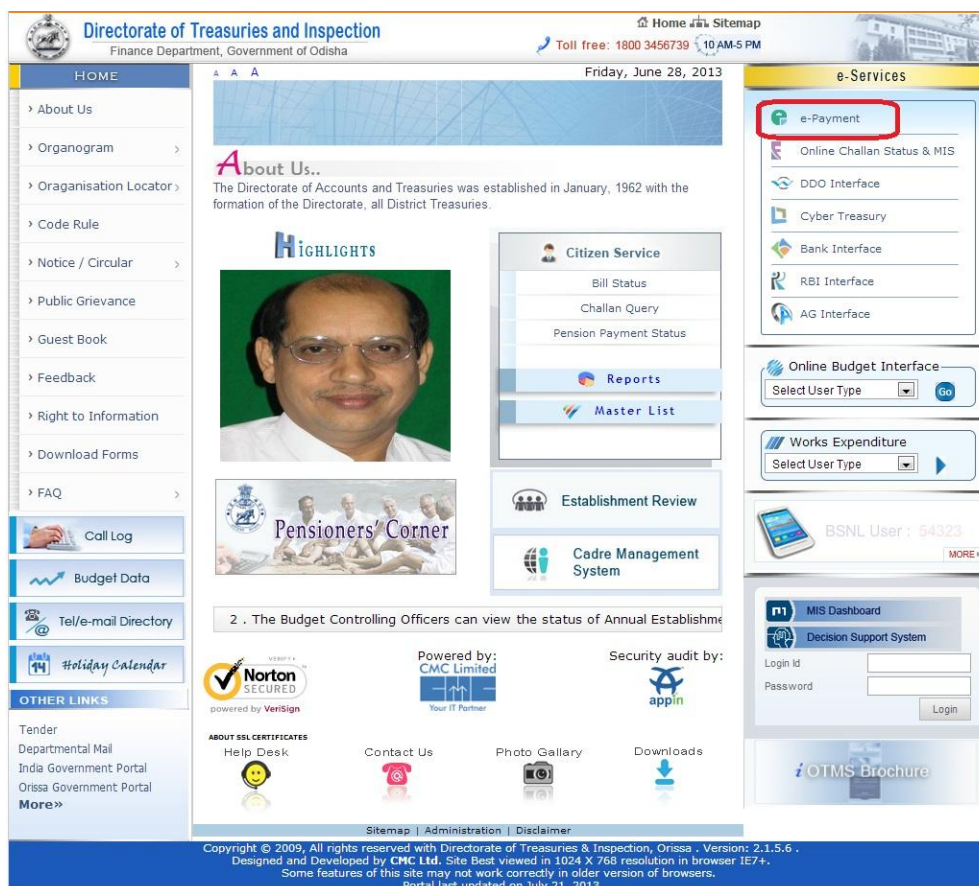 Directorate of Treasuries and Inspection
Finance Department, Government of Odisha
Home Sitemap
Toll free: 1800 3456739 10 AM-5 PM
HOME
› About Us
› Organogram ›
› Oraganisation Locator ›
› Code Rule
› Notice / Circular ›
› Public Grievance
› Guest Book
› Feedback
› Right to Information
› Download Forms
› FAQ ›
Call Log
Budget Data
Tel/e-mail Directory
14 Holiday Calendar
OTHER LINKS
Tender
Departmental Mail
India Government Portal
Orissa Government Portal
More»
A A A
Friday, June 28, 2013
About Us..
The Directorate of Accounts and Treasuries was established in January, 1962 with the
formation of the Directorate, all District Treasuries.
HIGHLIGHTS
Citizen Service
Bill Status
Challan Query
Pension Payment Status
Reports
Master List
Pensioners' Corner
Establishment Review
Cadre Management
System
2 . The Budget Controlling Officers can view the status of Annual Establishme
VERIFY
Norton
SECURED
powered by VeriSign
ABOUT SSL CERTIFICATES
Powered by:
CMC Limited
Your IT Partner
Security audit by:
appin
Help Desk
Contact Us
Photo Gallary
Downloads
e-Services
e-Payment
Online Challan Status & MIS
DDO Interface
Cyber Treasury
Bank Interface
RBI Interface
AG Interface
Online Budget Interface
Select User Type Go
Works Expenditure
Select User Type
BSNL User : 54323
MORE
MIS Dashboard
Decision Support System
Login Id
Password
Login
i OTMS Brochure
Sitemap | Administration | Disclaimer
Copyright © 2009, All rights reserved with Directorate of Treasuries & Inspection, Orissa . Version: 2.1.5.6 .
Designed and Developed by CMC Ltd. Site Best viewed in 1024 X 768 resolution in browser IE7+.
Some features of this site may not work correctly in older version of browsers.
Portal last updated on July 21, 2013